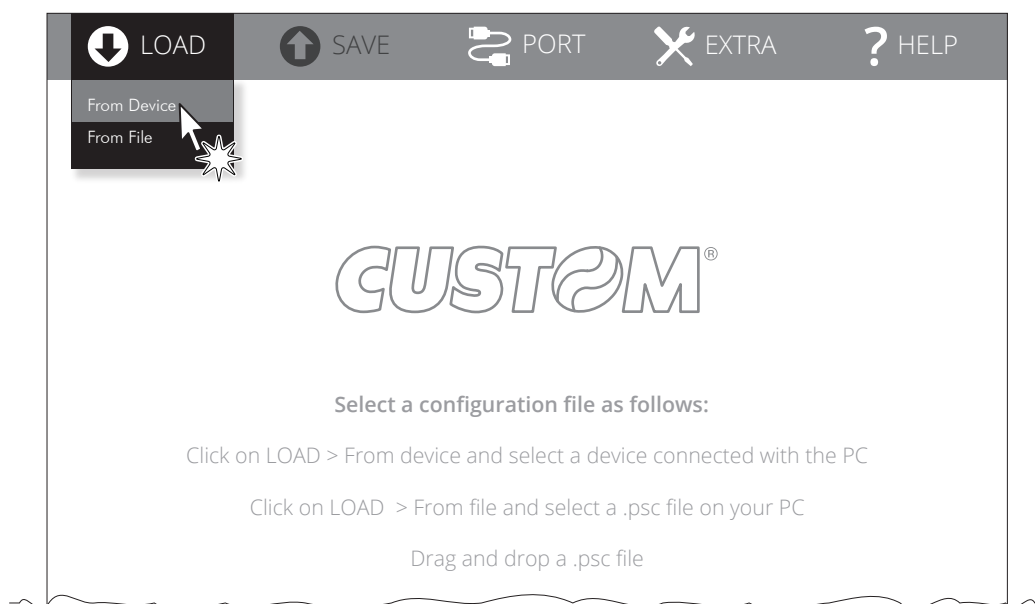 LOAD SAVE PORT EXTRA ? HELP
From Device
From File
CUSTOM®
Select a configuration file as follows:
Click on LOAD > From device and select a device connected with the PC
Click on LOAD > From file and select a .psc file on your PC
Drag and drop a .psc file